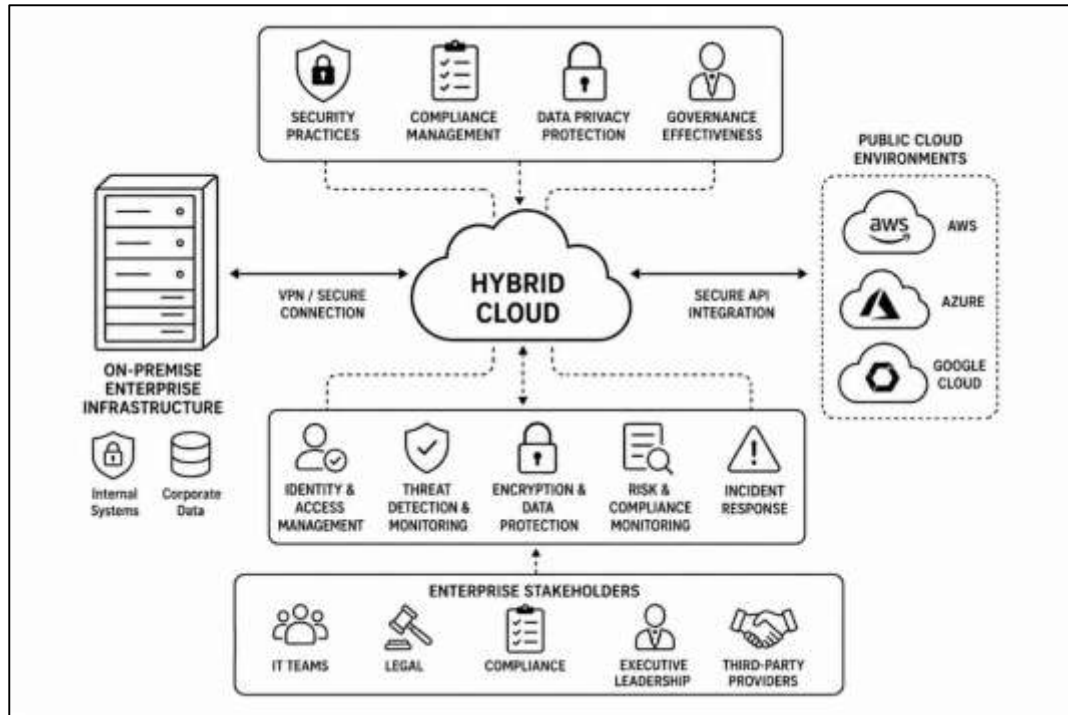 SECURITY
PRACTICES
COMPLIANCE
MANAGEMENT
DATA PRIVACY
PROTECTION
GOVERNANCE
EFFECTIVENESS
PUBLIC CLOUD
ENVIRONMENTS
aws
AWS
AZURE
GOOGLE
CLOUD
HYBRID
CLOUD
VPN / SECURE
CONNECTION
SECURE API
INTEGRATION
ON-PREMISE
ENTERPRISE
INFRASTRUCTURE
Internal
Systems
Corporate
Data
IDENTITY &
ACCESS
MANAGEMENT
THREAT
DETECTION &
MONITORING
ENCRYPTION &
DATA
PROTECTION
RISK &
COMPLIANCE
MONITORING
INCIDENT
RESPONSE
ENTERPRISE STAKEHOLDERS
IT TEAMS
LEGAL
COMPLIANCE
EXECUTIVE
LEADERSHIP
THIRD-PARTY
PROVIDERS